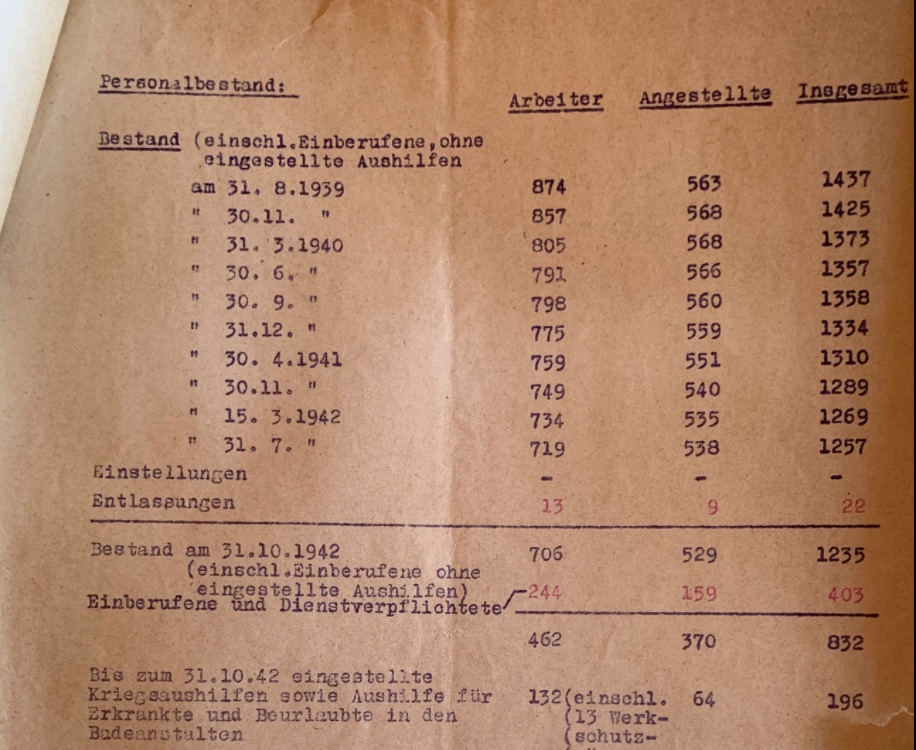 Personalbestand:
Arbeiter Angestellte Insgesamt
Bestand (einschl.Einberufene,ohne
eingestellte Aushilfen
am 31. 8.1939 874 563 1437
" 30.11. " 857 568 1425
" 31. 3.1940 805 568 1373
" 30. 6. " 791 566 1357
" 30. 9. " 798 560 1358
" 31.12. " 775 559 1334
" 30. 4.1941 759 551 1310
" 30.11. " 749 540 1289
" 15. 3.1942 734 535 1269
" 31. 7. " 719 538 1257
Einstellungen - - -
Entlassungen 13 9 22
Bestand am 31.10.1942 706 529 1235
(einschl.Einberufene ohne
eingestellte Aushilfen)
Einberufene und Dienstverpflichtete 244 159 403
462 370 832
Bis zum 31.10.42 eingestellte
Kriegsaushilfen sowie Aushilfe für 132(einschl. 64 196
Erkrankte und Beurlaubte in den (13 Werk-
Badeanstalten (schutz-